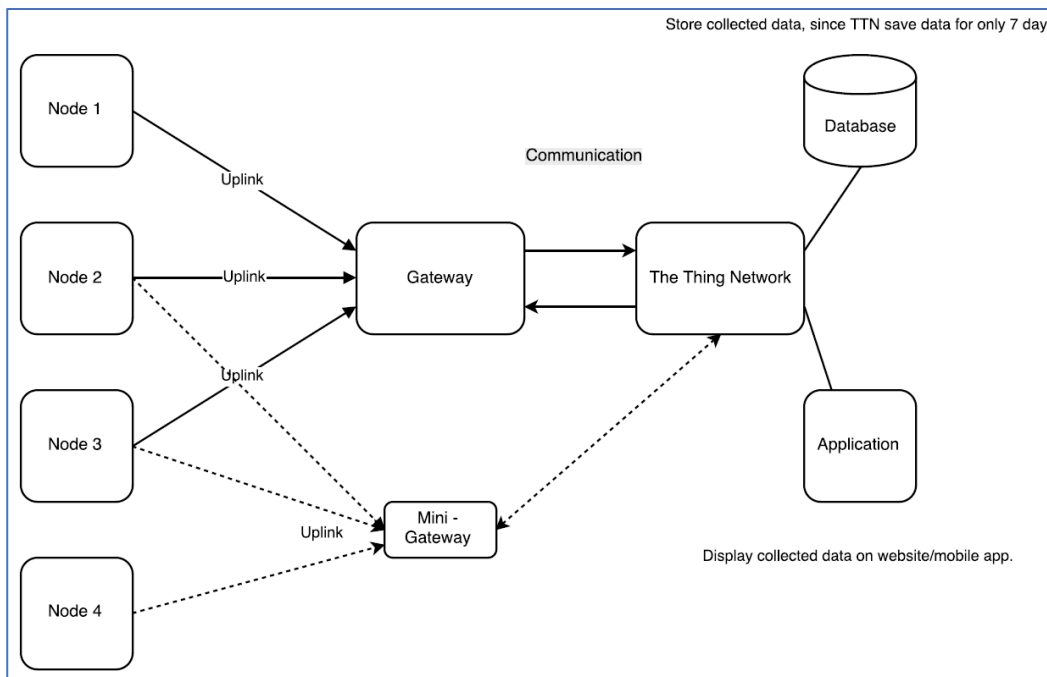 Store collected data, since TTN save data for only 7 day
Node 1
Database
Communication
Uplink
Node 2
Uplink
Gateway
The Thing Network
Uplink
Node 3
Application
Mini -
Gateway
Uplink
Display collected data on website/mobile app.
Node 4